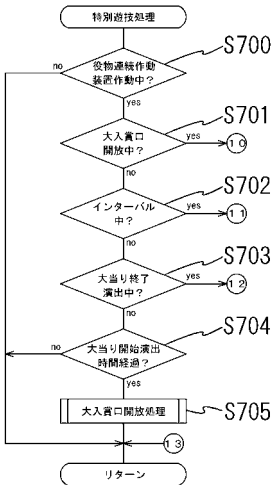 特別遊技処理
S700
役物連続作動
装置作動中？
no
yes
S701
大入賞口
開放中？
yes
10
no
S702
インターバル
中？
yes
11
no
S703
大当り終了
演出中？
yes
12
no
S704
大当り開始演出
時間経過？
no
yes
大入賞口開放処理
S705
13
リターン